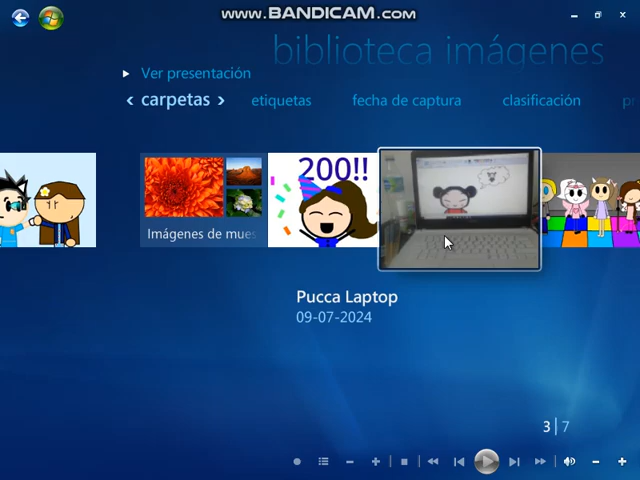 www.BANDICAM.com
biblioteca imágenes
Ver presentación
carpetas etiquetas fecha de captura clasificación
200!!
Imágenes de mues
Pucca Laptop
09-07-2024
3 | 7